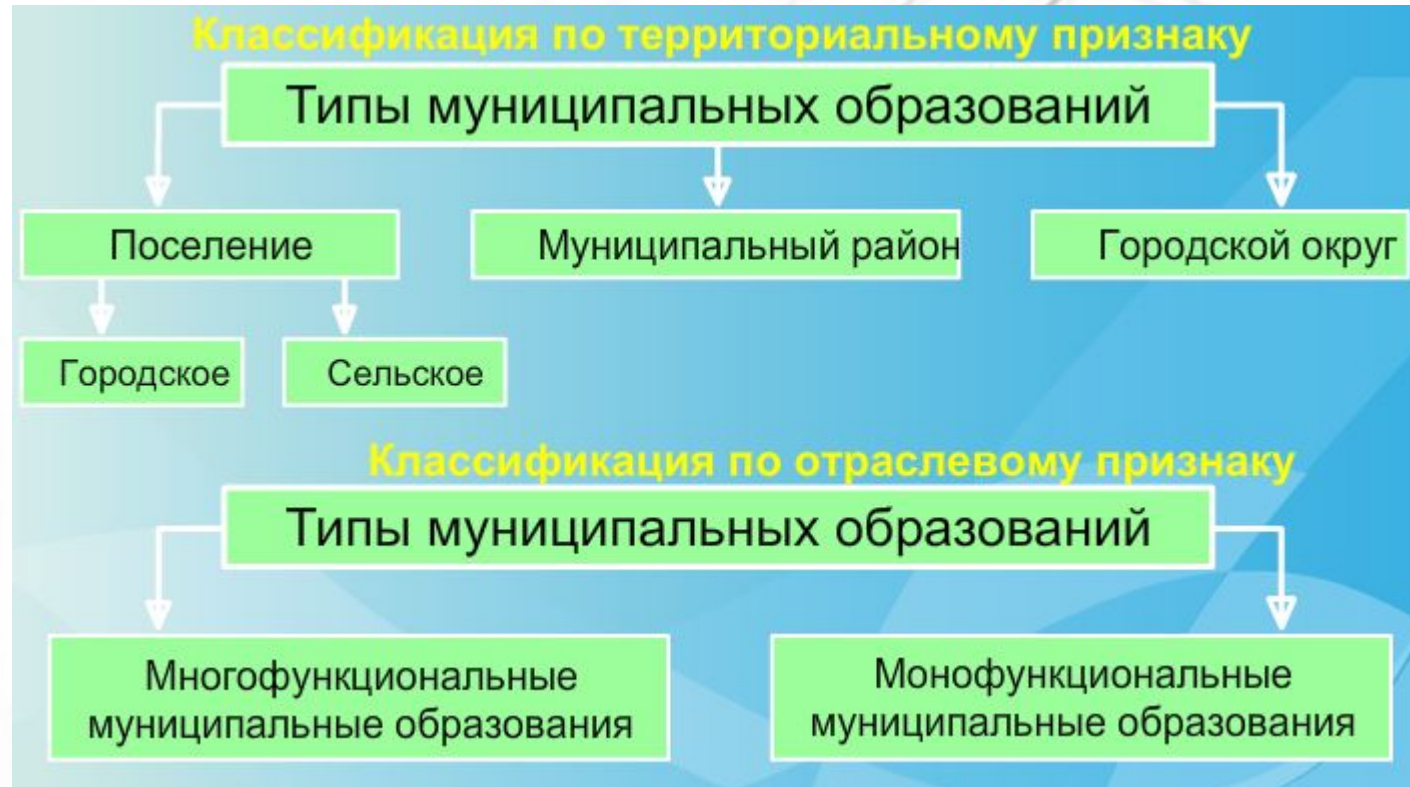 Классификация по территориальному признаку
Типы муниципальных образований
Поселение
Муниципальный район
Городской округ
Городское
Сельское
Классификация по отраслевому признаку
Типы муниципальных образований
Многофункциональные
муниципальные образования
Монофункциональные
муниципальные образования